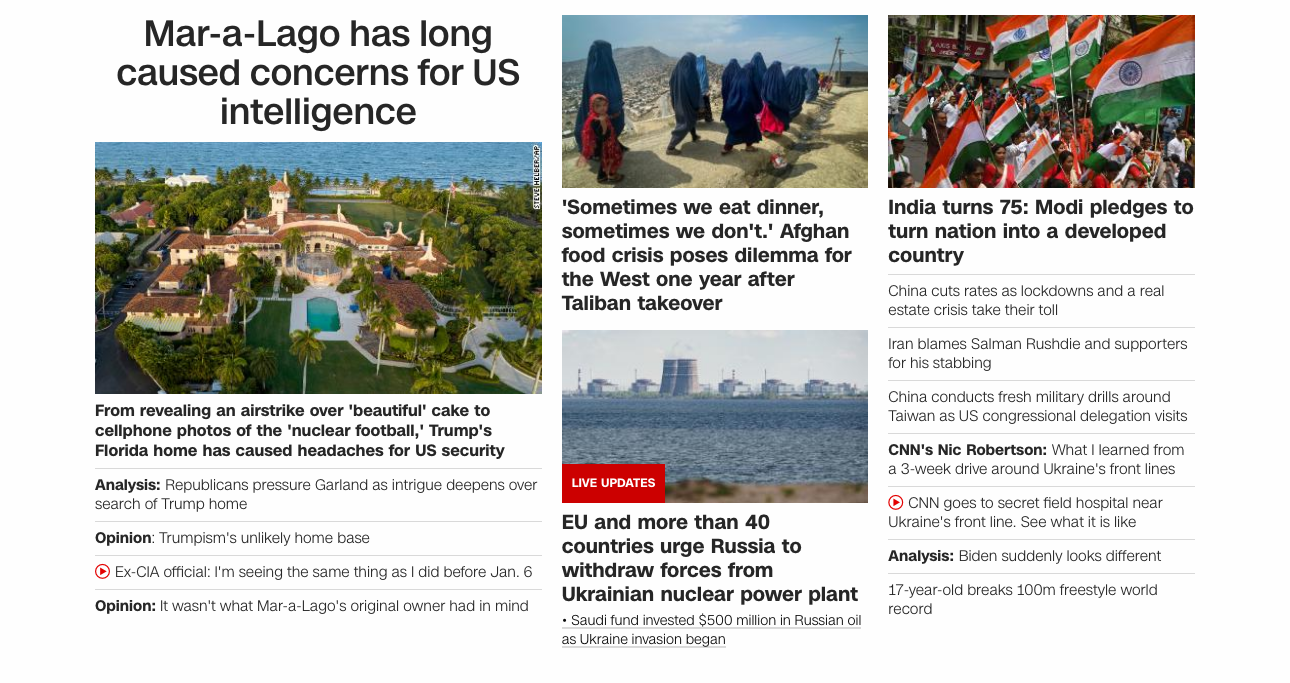 Mar-a-Lago has long
caused concerns for US
intelligence
STEVE HELBER/AP
From revealing an airstrike over 'beautiful' cake to
cellphone photos of the 'nuclear football,' Trump's
Florida home has caused headaches for US security
Analysis: Republicans pressure Garland as intrigue deepens over
search of Trump home
Opinion: Trumpism's unlikely home base
Ex-CIA official: I'm seeing the same thing as I did before Jan. 6
Opinion: It wasn't what Mar-a-Lago's original owner had in mind
'Sometimes we eat dinner,
sometimes we don't.' Afghan
food crisis poses dilemma for
the West one year after
Taliban takeover
LIVE UPDATES
EU and more than 40
countries urge Russia to
withdraw forces from
Ukrainian nuclear power plant
• Saudi fund invested $500 million in Russian oil
as Ukraine invasion began
AXIS BANK
India turns 75: Modi pledges to
turn nation into a developed
country
China cuts rates as lockdowns and a real
estate crisis take their toll
Iran blames Salman Rushdie and supporters
for his stabbing
China conducts fresh military drills around
Taiwan as US congressional delegation visits
CNN's Nic Robertson: What I learned from
a 3-week drive around Ukraine's front lines
CNN goes to secret field hospital near
Ukraine's front line. See what it is like
Analysis: Biden suddenly looks different
17-year-old breaks 100m freestyle world
record